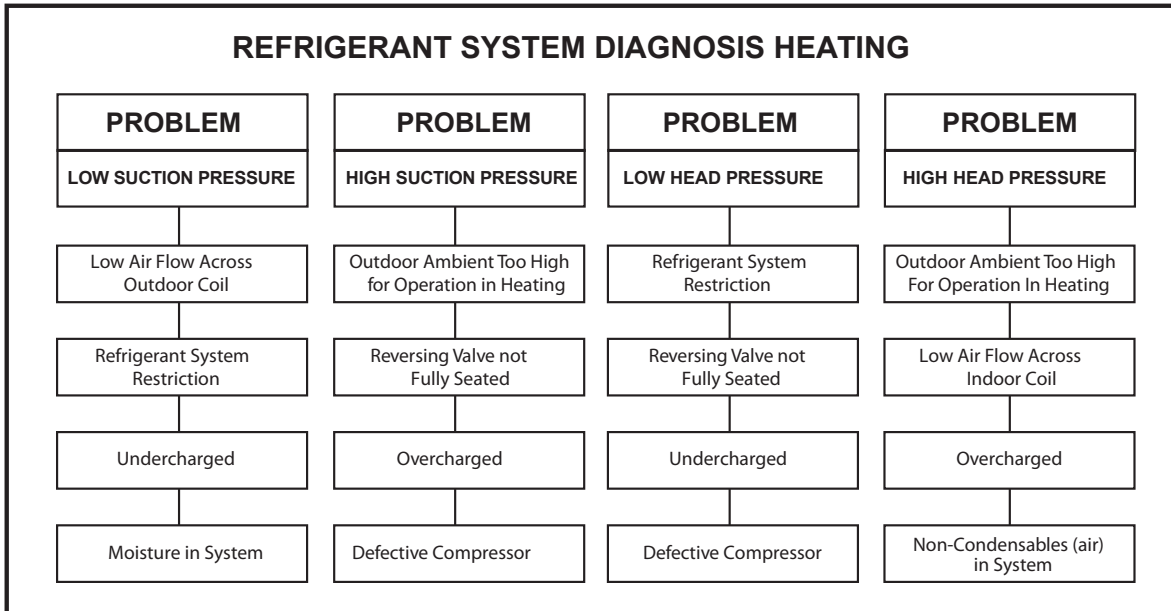 REFRIGERANT SYSTEM DIAGNOSIS HEATING
PROBLEM
LOW SUCTION PRESSURE
Low Air Flow Across
Outdoor Coil
Refrigerant System
Restriction
Undercharged
Moisture in System
PROBLEM
HIGH SUCTION PRESSURE
Outdoor Ambient Too High
for Operation in Heating
Reversing Valve not
Fully Seated
Overcharged
Defective Compressor
PROBLEM
LOW HEAD PRESSURE
Refrigerant System
Restriction
Reversing Valve not
Fully Seated
Undercharged
Defective Compressor
PROBLEM
HIGH HEAD PRESSURE
Outdoor Ambient Too High
For Operation In Heating
Low Air Flow Across
Indoor Coil
Overcharged
Non-Condensables (air)
in System